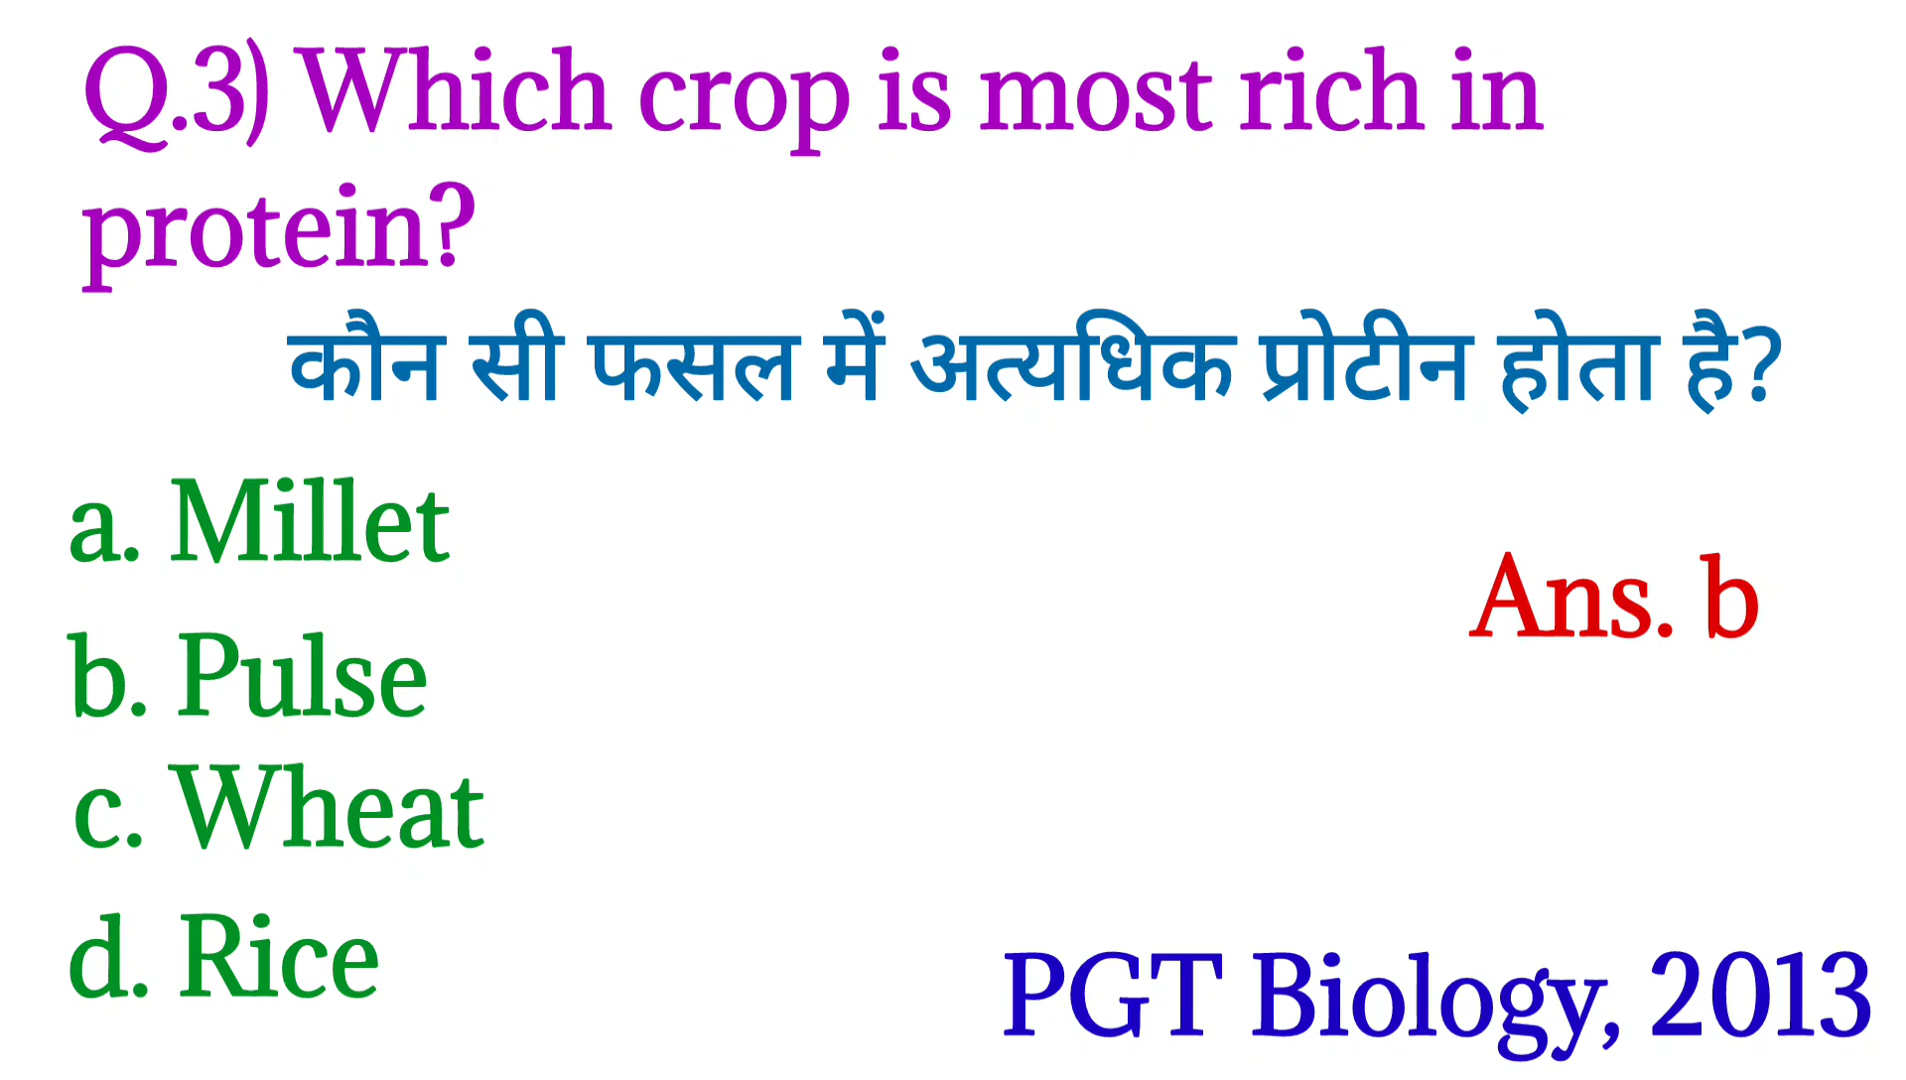 Q.3) Which crop is most rich in
protein?
कौन सी फसल में अत्यधिक प्रोटीन होता है?
a. Millet
Ans. b
b. Pulse
c. Wheat
d. Rice
PGT Biology, 2013